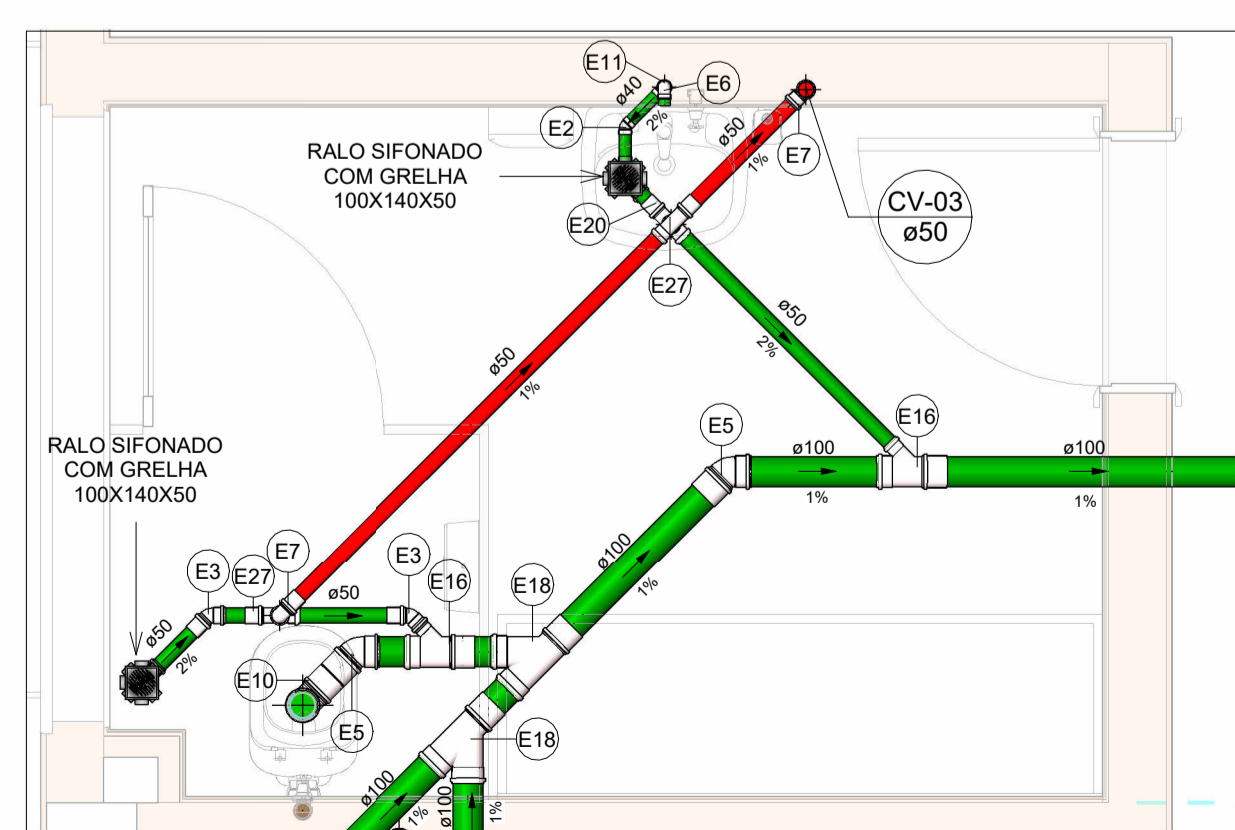 E11
E6
ø40
2%
E2
RALO SIFONADO
COM GRELHA
100X140X50
ø50
1%
E7
CV-03
ø50
E20
E27
ø50
2%
ø50
1%
E5
E16
ø100
1%
ø100
1%
RALO SIFONADO
COM GRELHA
100X140X50
E3
E27
E7
ø50
E3
E16
E18
ø100
1%
ø50
2%
E10
E5
E18
ø100
1%
ø100
1%